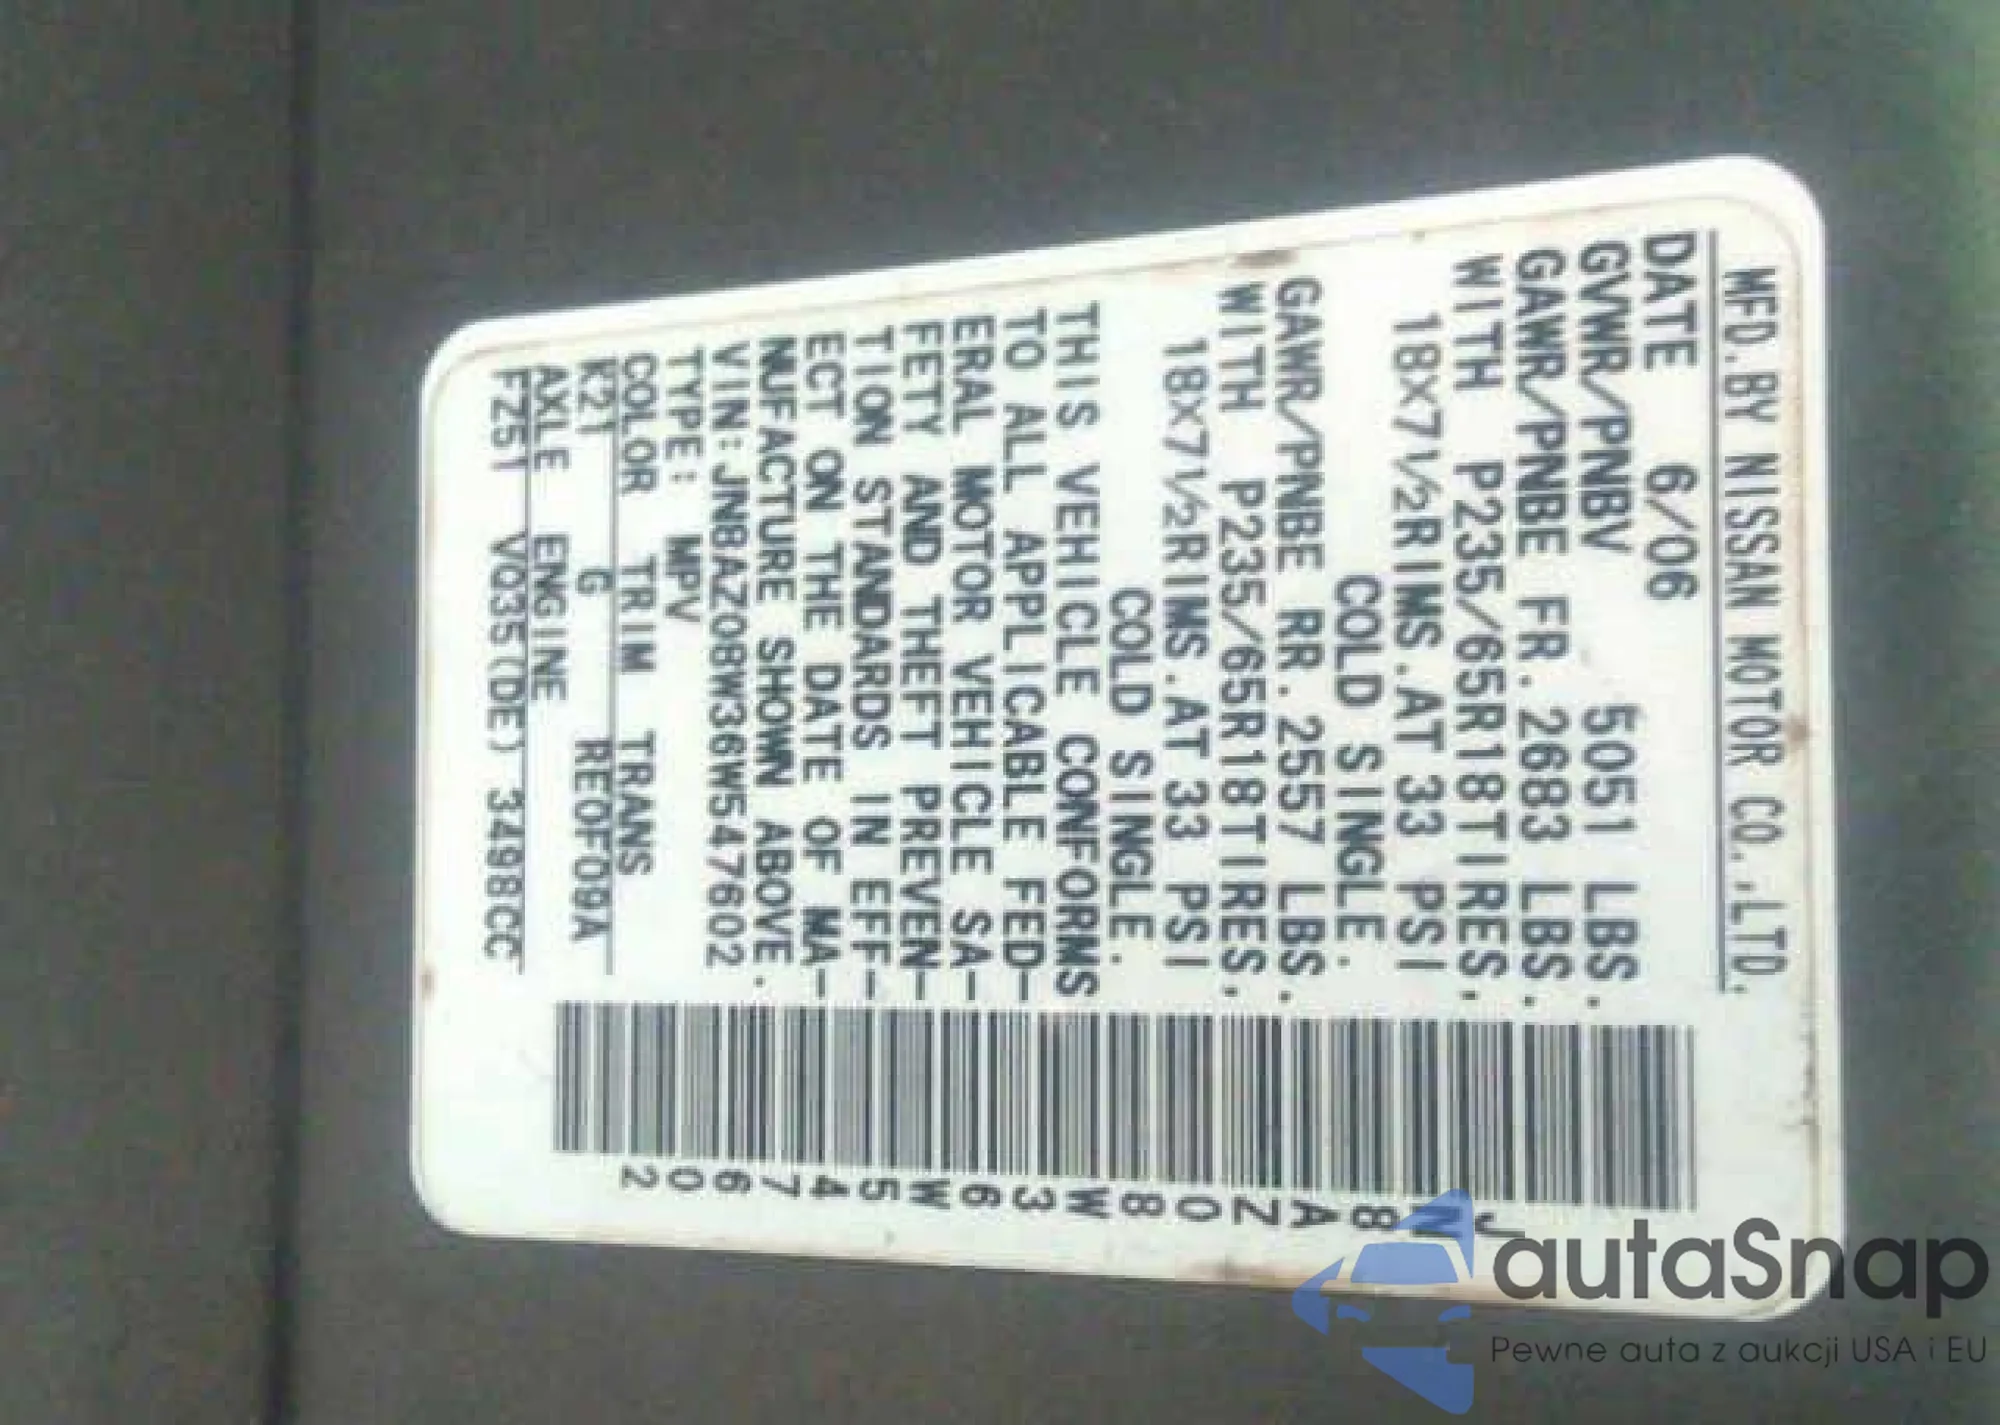 MFD.BY NISSAN MOTOR CO.,LTD.
DATE 6/06
GVWR/PNBV 5051 LBS.
GAWR/PNBE FR.2683 LBS.
WITH P235/65R18TIRES,
18X7½RIMS.AT 33 PSI
COLD SINGLE.
GAWR/PNBE RR.2557 LBS.
WITH P235/65R18TIRES,
18X7½RIMS.AT 33 PSI
COLD SINGLE.
THIS VEHICLE CONFORMS
TO ALL APPLICABLE FED-
ERAL MOTOR VEHICLE SA-
FETY AND THEFT PREVEN-
TION STANDARDS IN EFF-
ECT ON THE DATE OF MA-
NUFACTURE SHOWN ABOVE.
VIN:JN8AZ08W36W547602
TYPE: MPV
COLOR TRIM TRANS
K21 G RE0F09A
AXLE ENGINE
FZ51 VQ35(DE) 3498CC
JN8AZ08W36W547602
autaSnap
Pewne auta z aukcji USA i EU